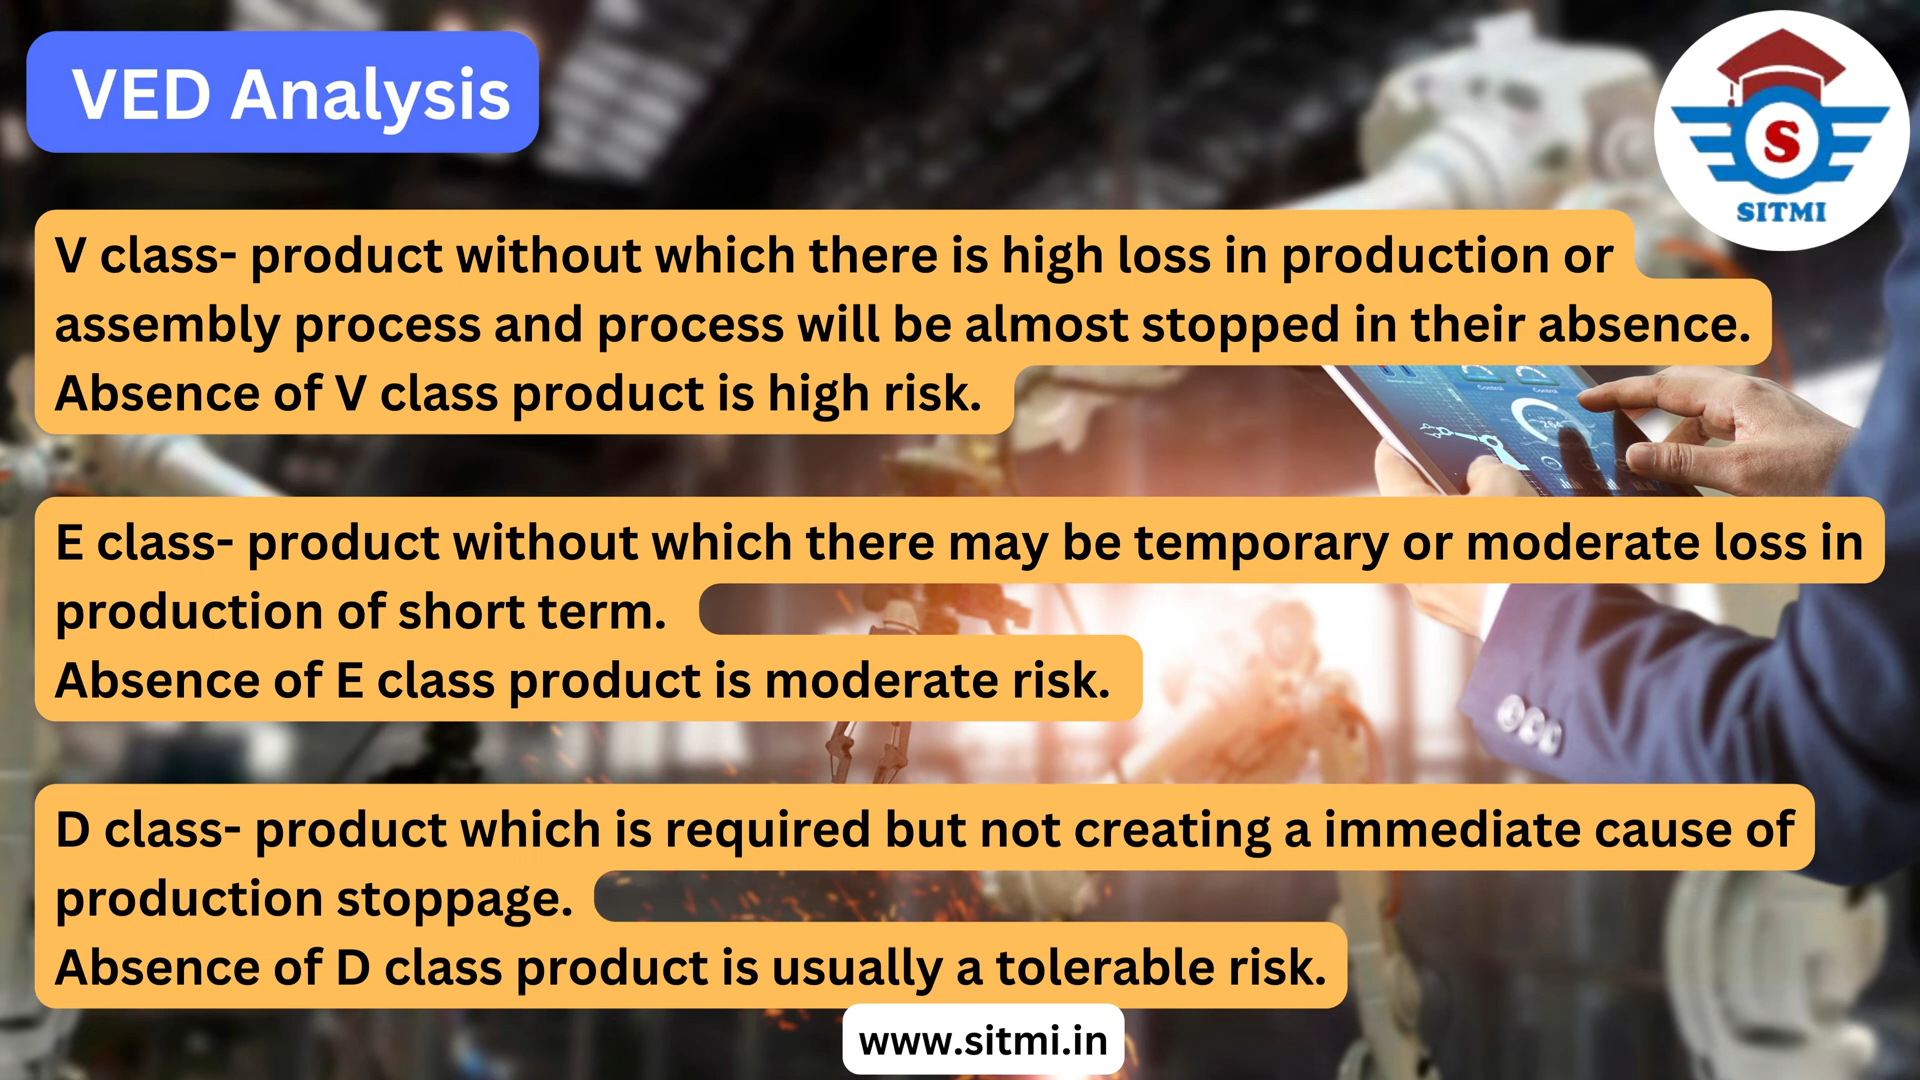 VED Analysis
S
SITMI
V class- product without which there is high loss in production or
assembly process and process will be almost stopped in their absence.
Absence of V class product is high risk.
Control
Control
E class- product without which there may be temporary or moderate loss in
production of short term.
Absence of E class product is moderate risk.
D class- product which is required but not creating a immediate cause of
production stoppage.
Absence of D class product is usually a tolerable risk.
www.sitmi.in